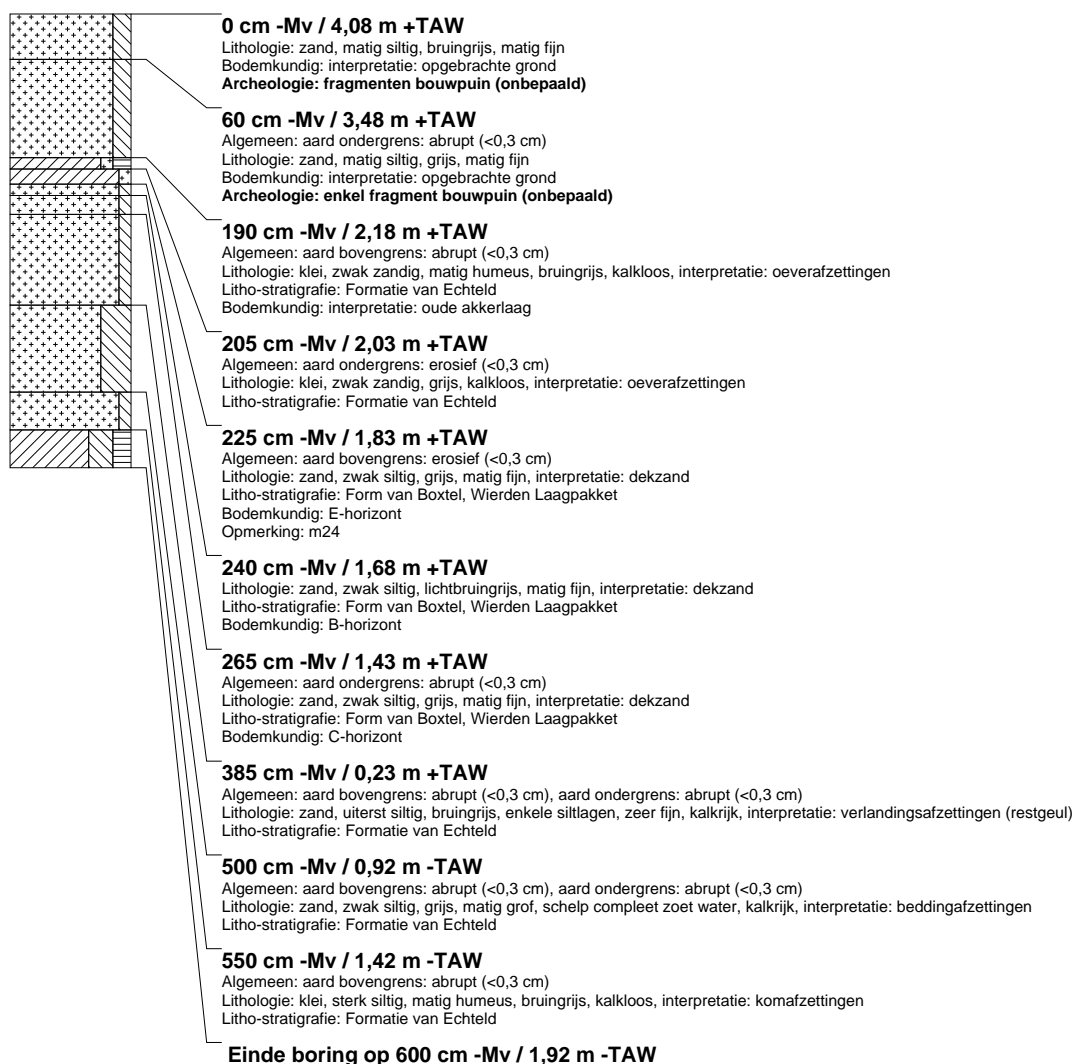 0 cm -Mv / 4,08 m +TAW
Lithologie: zand, matig siltig, bruingrijs, matig fijn
Bodemkundig: interpretatie: opgebrachte grond
Archeologie: fragmenten bouwpuin (onbepaald)
60 cm -Mv / 3,48 m +TAW
Algemeen: aard ondergrens: abrupt (<0,3 cm)
Lithologie: zand, matig siltig, grijs, matig fijn
Bodemkundig: interpretatie: opgebrachte grond
Archeologie: enkel fragment bouwpuin (onbepaald)
190 cm -Mv / 2,18 m +TAW
Algemeen: aard bovengrens: abrupt (<0,3 cm)
Lithologie: klei, zwak zandig, matig humeus, bruingrijs, kalkloos, interpretatie: oeverafzettingen
Litho-stratigrafie: Formatie van Echteld
Bodemkundig: interpretatie: oude akkerlaag
205 cm -Mv / 2,03 m +TAW
Algemeen: aard ondergrens: erosief (<0,3 cm)
Lithologie: klei, zwak zandig, grijs, kalkloos, interpretatie: oeverafzettingen
Litho-stratigrafie: Formatie van Echteld
225 cm -Mv / 1,83 m +TAW
Algemeen: aard bovengrens: erosief (<0,3 cm)
Lithologie: zand, zwak siltig, grijs, matig fijn, interpretatie: dekzand
Litho-stratigrafie: Form van Boxtel, Wierden Laagpakket
Bodemkundig: E-horizont
Opmerking: m24
240 cm -Mv / 1,68 m +TAW
Lithologie: zand, zwak siltig, lichtbruingrijs, matig fijn, interpretatie: dekzand
Litho-stratigrafie: Form van Boxtel, Wierden Laagpakket
Bodemkundig: B-horizont
265 cm -Mv / 1,43 m +TAW
Algemeen: aard ondergrens: abrupt (<0,3 cm)
Lithologie: zand, zwak siltig, grijs, matig fijn, interpretatie: dekzand
Litho-stratigrafie: Form van Boxtel, Wierden Laagpakket
Bodemkundig: C-horizont
385 cm -Mv / 0,23 m +TAW
Algemeen: aard bovengrens: abrupt (<0,3 cm), aard ondergrens: abrupt (<0,3 cm)
Lithologie: zand, uiterst siltig, bruingrijs, enkele siltlagen, zeer fijn, kalkrijk, interpretatie: verlandingsafzettingen (restgeul)
Litho-stratigrafie: Formatie van Echteld
500 cm -Mv / 0,92 m -TAW
Algemeen: aard bovengrens: abrupt (<0,3 cm), aard ondergrens: abrupt (<0,3 cm)
Lithologie: zand, zwak siltig, grijs, matig grof, schelp compleet zoet water, kalkrijk, interpretatie: beddingafzettingen
Litho-stratigrafie: Formatie van Echteld
550 cm -Mv / 1,42 m -TAW
Algemeen: aard bovengrens: abrupt (<0,3 cm)
Lithologie: klei, sterk siltig, matig humeus, bruingrijs, kalkloos, interpretatie: komafzettingen
Litho-stratigrafie: Formatie van Echteld
Einde boring op 600 cm -Mv / 1,92 m -TAW